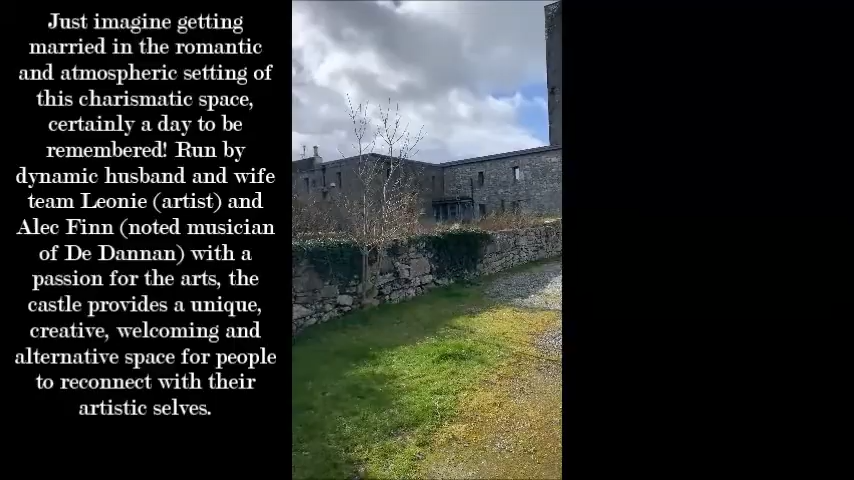 Just imagine getting
married in the romantic
and atmospheric setting of
this charismatic space,
certainly a day to be
remembered! Run by
dynamic husband and wife
team Leonie (artist) and
Alec Finn (noted musician
of De Dannan) with a
passion for the arts, the
castle provides a unique,
creative, welcoming and
alternative space for people
to reconnect with their
artistic selves.